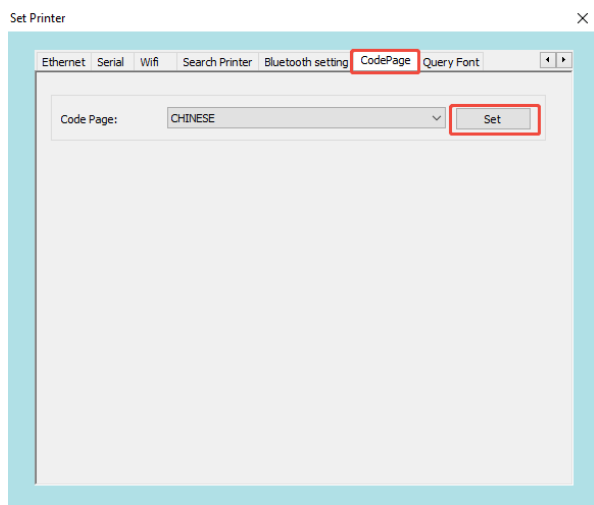 Set Printer
Ethernet Serial Wifi Search Printer Bluetooth setting CodePage Query Font
Code Page: CHINESE Set